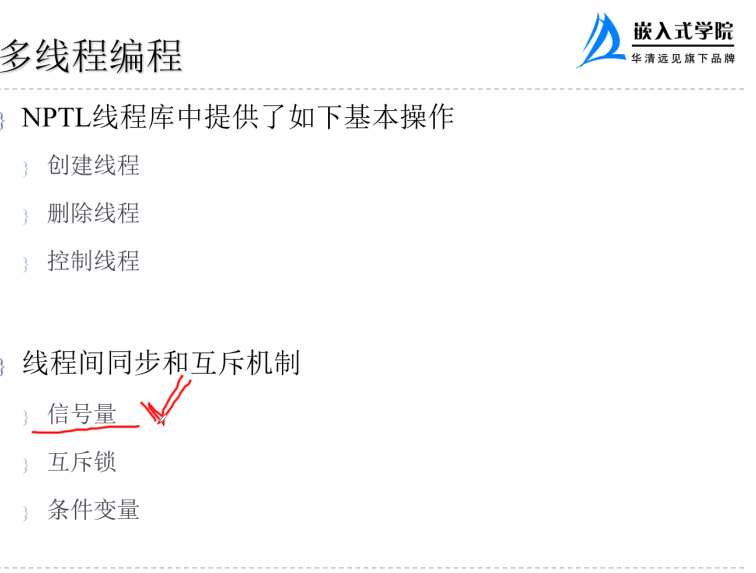 嵌入式学院
华清远见旗下品牌
多线程编程
NPTL线程库中提供了如下基本操作
创建线程
删除线程
控制线程
线程间同步和互斥机制
信号量
互斥锁
条件变量